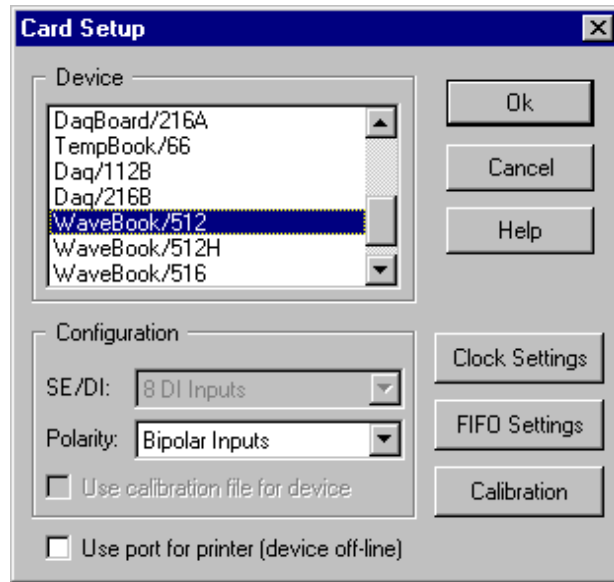 Card Setup
Device
DaqBoard/216A
TempBook/66
Daq/112B
Daq/216B
WaveBook/512
WaveBook/512H
WaveBook/516
Ok
Cancel
Help
Configuration
SE/DI: 8 DI Inputs
Polarity: Bipolar Inputs
Use calibration file for device
Clock Settings
FIFO Settings
Calibration
Use port for printer (device off-line)